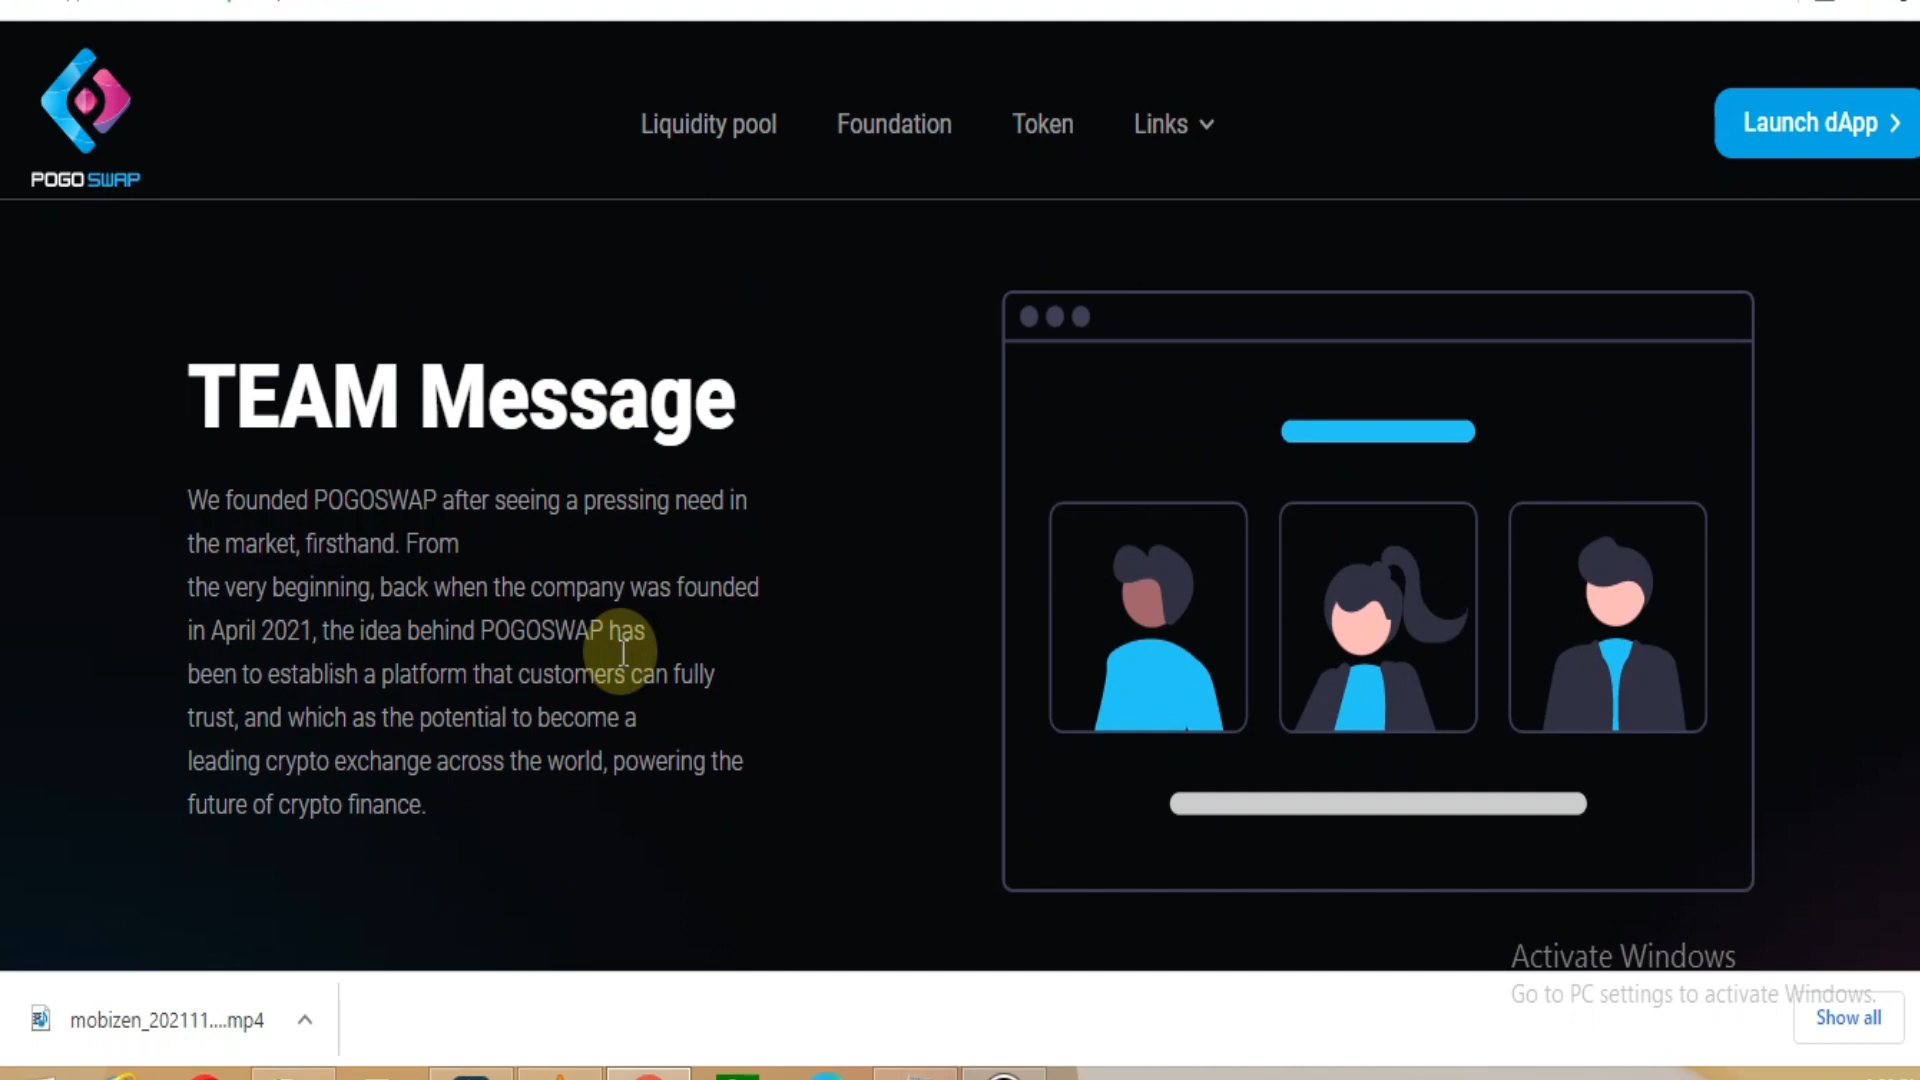 Liquidity pool
Foundation
Token
Links
Launch dApp
POGO SWAP
TEAM Message
We founded POGOSWAP after seeing a pressing need in
the market, firsthand. From
the very beginning, back when the company was founded
in April 2021, the idea behind POGOSWAP has
been to establish a platform that customers can fully
trust, and which as the potential to become a
leading crypto exchange across the world, powering the
future of crypto finance.
Activate Windows
Go to PC settings to activate Windows.
mobizen_202111....mp4
Show all